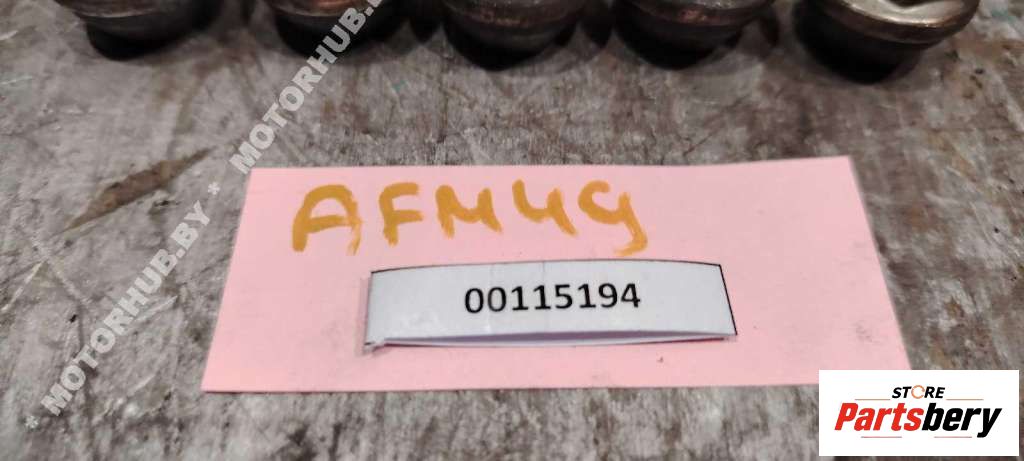 * MOTORHUB.BY * MOTORHUB.BY
AFM49
00115194
STORE
Partsbery